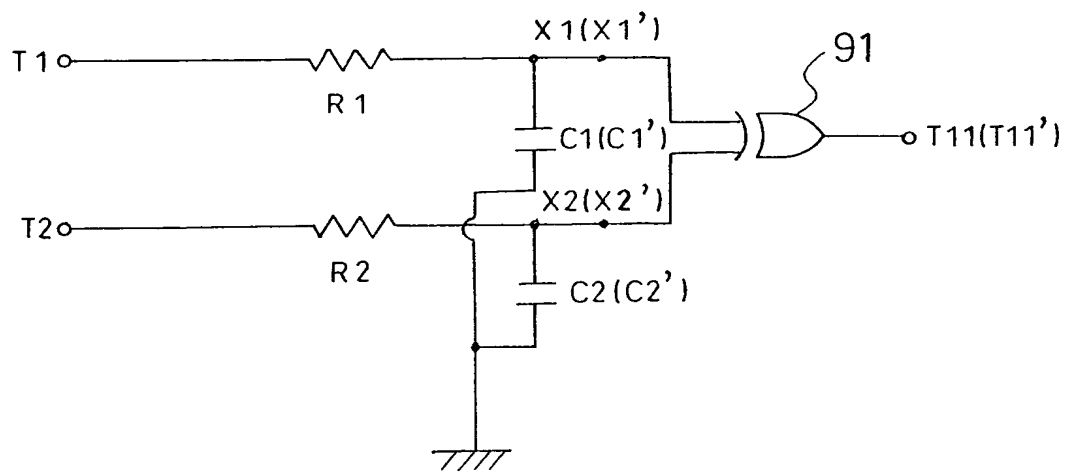 X1(X1')
91
T1
R1
C1(C1')
T11(T11')
X2(X2')
T2
R2
C2(C2')